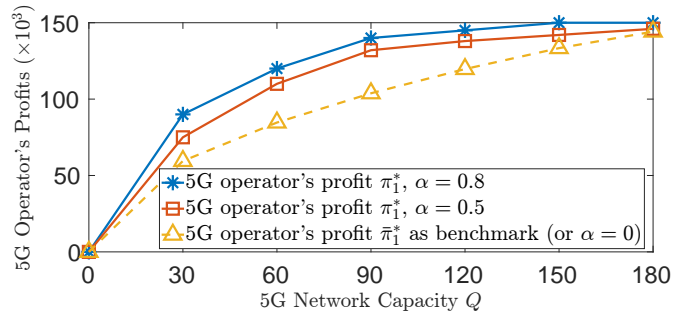 5G Operator's Profits (×10³)
150
100
50
0
5G operator's profit π₁*, α = 0.8
5G operator's profit π₁*, α = 0.5
5G operator's profit π̄₁* as benchmark (or α = 0)
0 30 60 90 120 150 180
5G Network Capacity Q